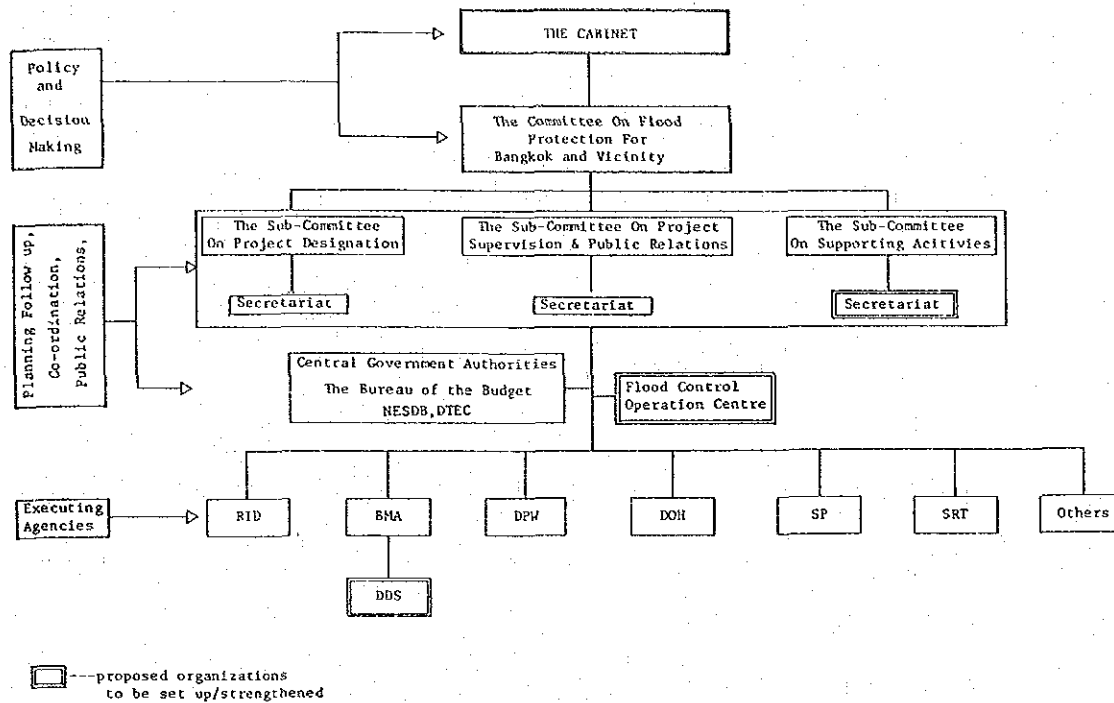 THE CABINET
Policy
and
Decision
Making
The Committee On Flood
Protection For
Bangkok and Vicinity
Planning Follow up,
Co-ordination,
Public Relations,
The Sub-Committee
On Project Designation
The Sub-Committee On Project
Supervision & Public Relations
The Sub-Committee
On Supporting Acitivies
Secretariat
Secretariat
Secretariat
Central Government Authorities
The Bureau of the Budget
NESDB,DTEC
Flood Control
Operation Centre
Executing
Agencies
RID
BMA
DPW
DOH
SP
SRT
Others
DDS
---proposed organizations
to be set up/strengthened